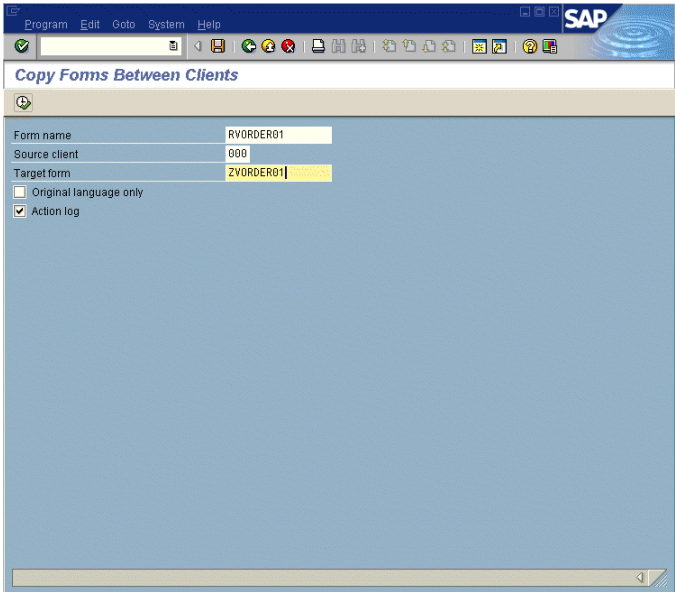 Program Edit Goto System Help
SAP
Copy Forms Between Clients
Form name RVORDER01
Source client 000
Target form ZVORDER01
Original language only
Action log